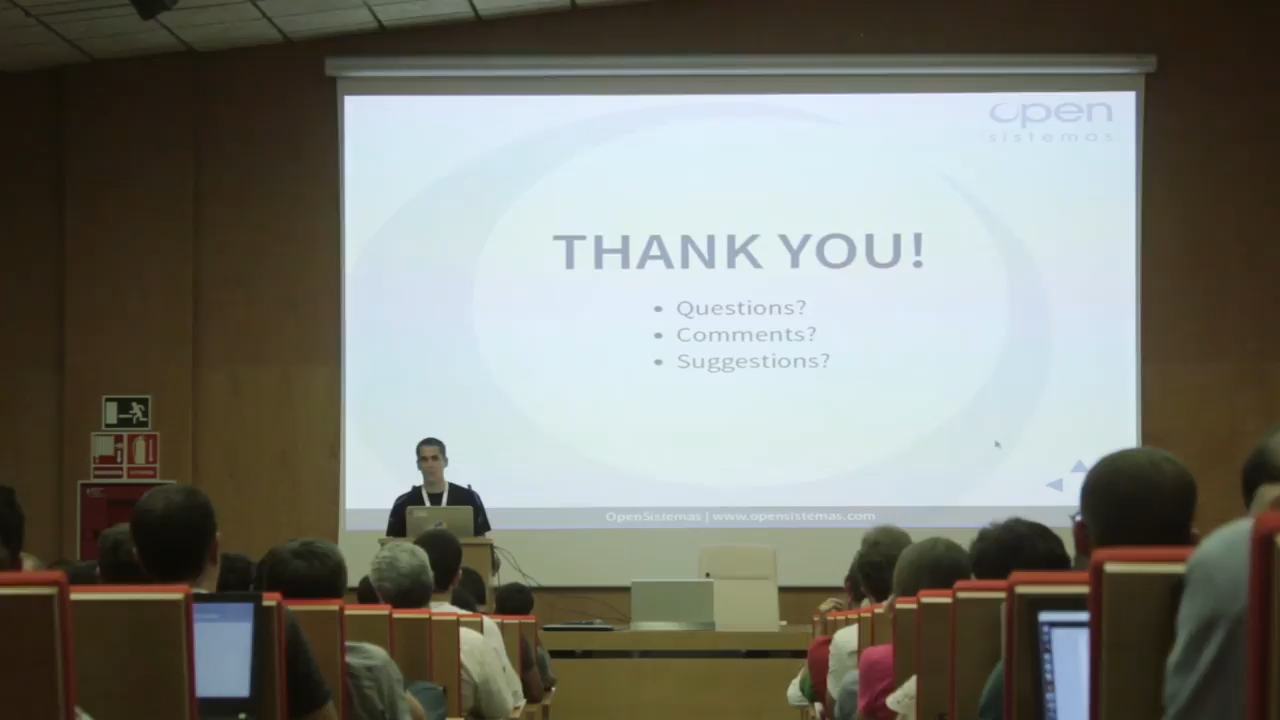 open
sistemas
THANK YOU!
• Questions?
• Comments?
• Suggestions?
OpenSistemas | www.opensistemas.com